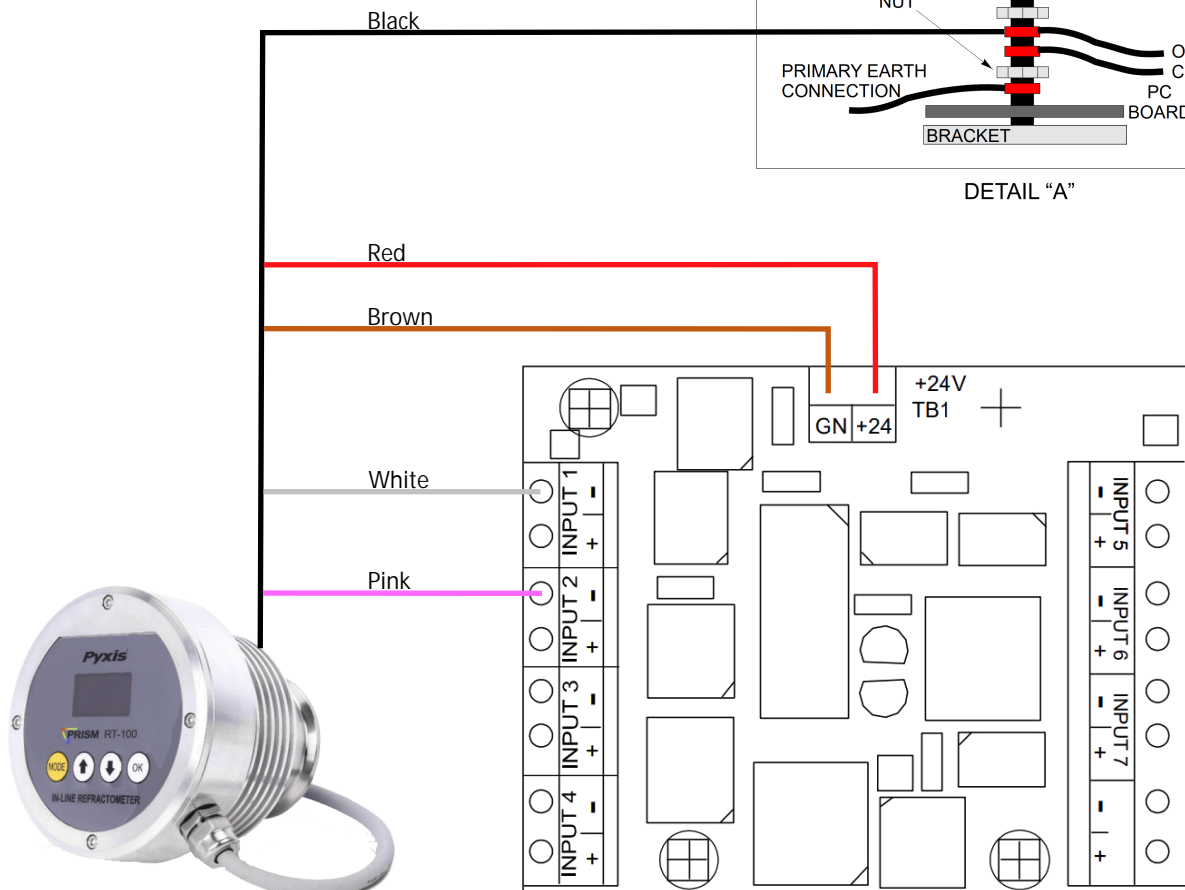 NUT
Black
O
C
PRIMARY EARTH
CONNECTION
PC
BOARD
BRACKET
DETAIL “A”
Red
Brown
+24V
TB1
GN +24
White
INPUT 1
-
+
Pink
INPUT 2
-
+
INPUT 3
-
+
INPUT 4
-
+
INPUT 5
-
+
INPUT 6
-
+
INPUT 7
-
+
-
+
Pyxis
PRISM RT-100
MODE
OK
IN-LINE REFRACTOMETER